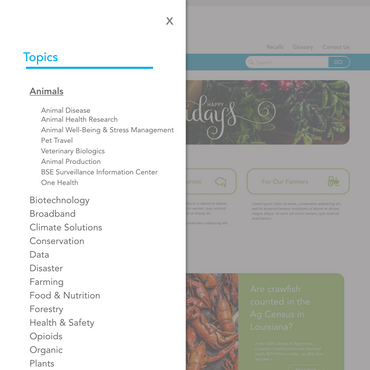 X
Topics
Animals
Animal Disease
Animal Health Research
Animal Well-Being & Stress Management
Pet Travel
Veterinary Biologics
Animal Production
BSE Surveillance Information Center
One Health
Biotechnology
Broadband
Climate Solutions
Conservation
Data
Disaster
Farming
Food & Nutrition
Forestry
Health & Safety
Opioids
Organic
Plants
Recalls Glossary Contact Us
Search GO
HAPPY
idays
For Our Farmers
Are crawfish
counted in the
Ag Census in
Louisiana?